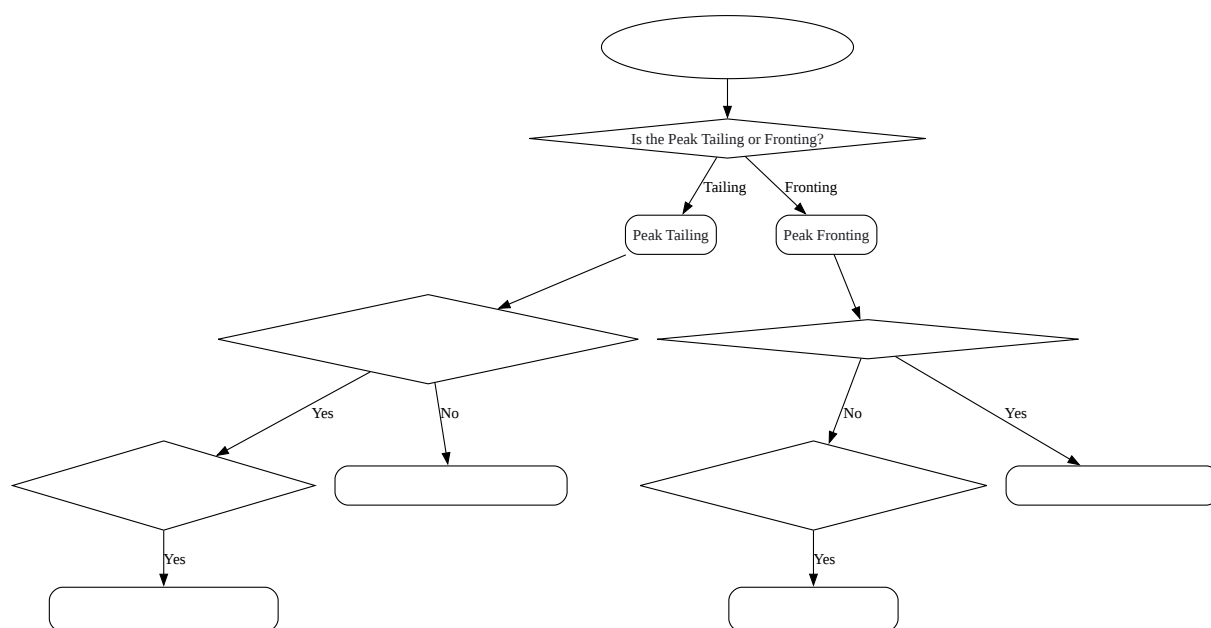 Is the Peak Tailing or Fronting?
Tailing
Fronting
Peak Tailing
Peak Fronting
Yes
No
No
Yes
Yes
Yes